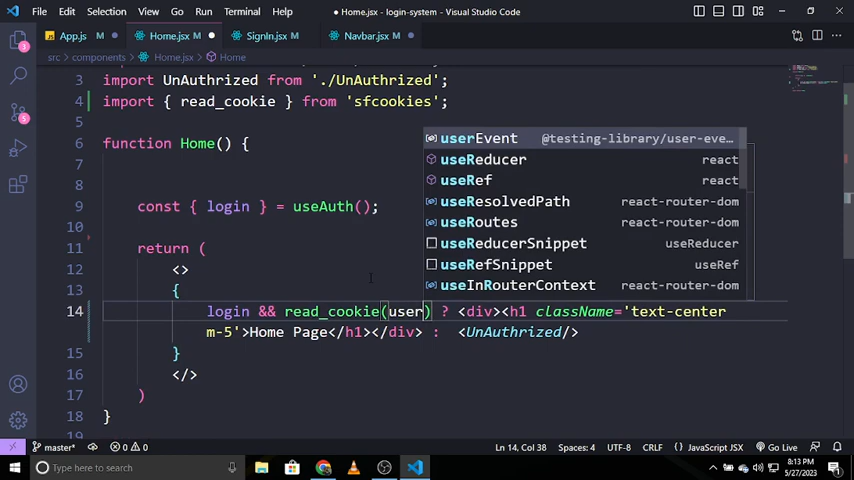 File Edit Selection View Go Run Terminal Help
Home.jsx - login-system - Visual Studio Code
App.js M Home.jsx M SignIn.jsx M Navbar.jsx M
src > components > Home.jsx > Home
3 import UnAuthrized from './UnAuthrized';
4 import { read_cookie } from 'sfcookies';
5
6 function Home() {
7
8
9 const { login } = useAuth();
10
11 return (
12 <>
13 {
14 login && read_cookie(user) ? <div><h1 className='text-center
m-5'>Home Page</h1></div> : <UnAuthrized/>
15 }
16 </>
17 )
18 }
userEvent @testing-library/user-eve…
useReducer react
useRef react
useResolvedPath react-router-dom
useRoutes react-router-dom
useReducerSnippet useReducer
useRefSnippet useRef
useInRouterContext react-router-dom
3
5
master* 0 0 Ln 14, Col 38 Spaces: 4 UTF-8 CRLF JavaScript JSX Go Live
Type here to search
8:13 PM
5/27/2023